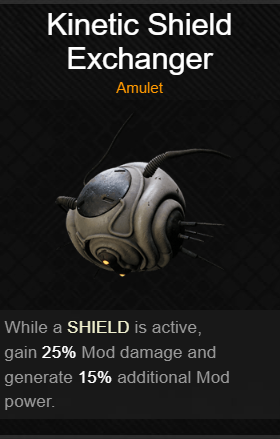 Kinetic Shield
Exchanger
Amulet
While a SHIELD is active,
gain 25% Mod damage and
generate 15% additional Mod
power.